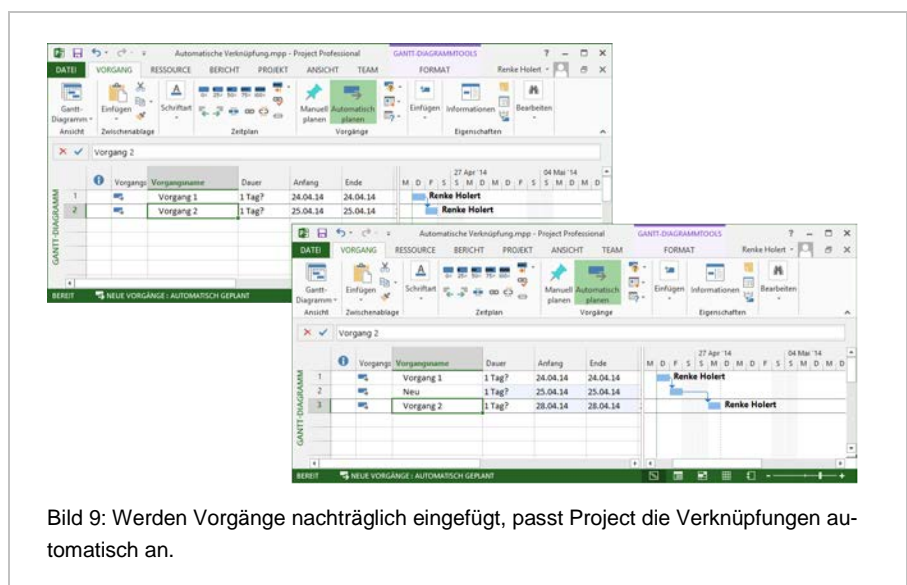 Automatische Verknüpfung.mpp - Project Professional GANTT-DIAGRAMMTOOLS ?
DATEI VORGANG RESSOURCE BERICHT PROJEKT ANSICHT TEAM FORMAT Renke Holert
Gantt-Diagramm Einfügen Schriftart Manuell planen Automatisch planen Einfügen Informationen Bearbeiten
Ansicht Zwischenablage Zeitplan Vorgänge Eigenschaften
Vorgang 2
27 Apr '14 04 Mai '14
Vorgangs Vorgangsname Dauer Anfang Ende M D F S S M D M D F S S M D M D
1 Vorgang 1 1 Tag? 24.04.14 24.04.14 Renke Holert
2 Vorgang 2 1 Tag? 25.04.14 25.04.14 Renke Holert
GANTT-DIAGRAMM
BEREIT NEUE VORGÄNGE : AUTOMATISCH GEPLANT
Automatische Verknüpfung.mpp - Project Professional GANTT-DIAGRAMMTOOLS ?
DATEI VORGANG RESSOURCE BERICHT PROJEKT ANSICHT TEAM FORMAT Renke Holert
Gantt-Diagramm Einfügen Schriftart Manuell planen Automatisch planen Einfügen Informationen Bearbeiten
Ansicht Zwischenablage Zeitplan Vorgänge Eigenschaften
Vorgang 2
27 Apr '14 04 Mai '14
Vorgangs Vorgangsname Dauer Anfang Ende M D F S S M D M D F S S M D M D
1 Vorgang 1 1 Tag? 24.04.14 24.04.14 Renke Holert
2 Neu 1 Tag? 25.04.14 25.04.14
3 Vorgang 2 1 Tag? 28.04.14 28.04.14 Renke Holert
GANTT-DIAGRAMM
BEREIT NEUE VORGÄNGE : AUTOMATISCH GEPLANT
Bild 9: Werden Vorgänge nachträglich eingefügt, passt Project die Verknüpfungen au-
tomatisch an.